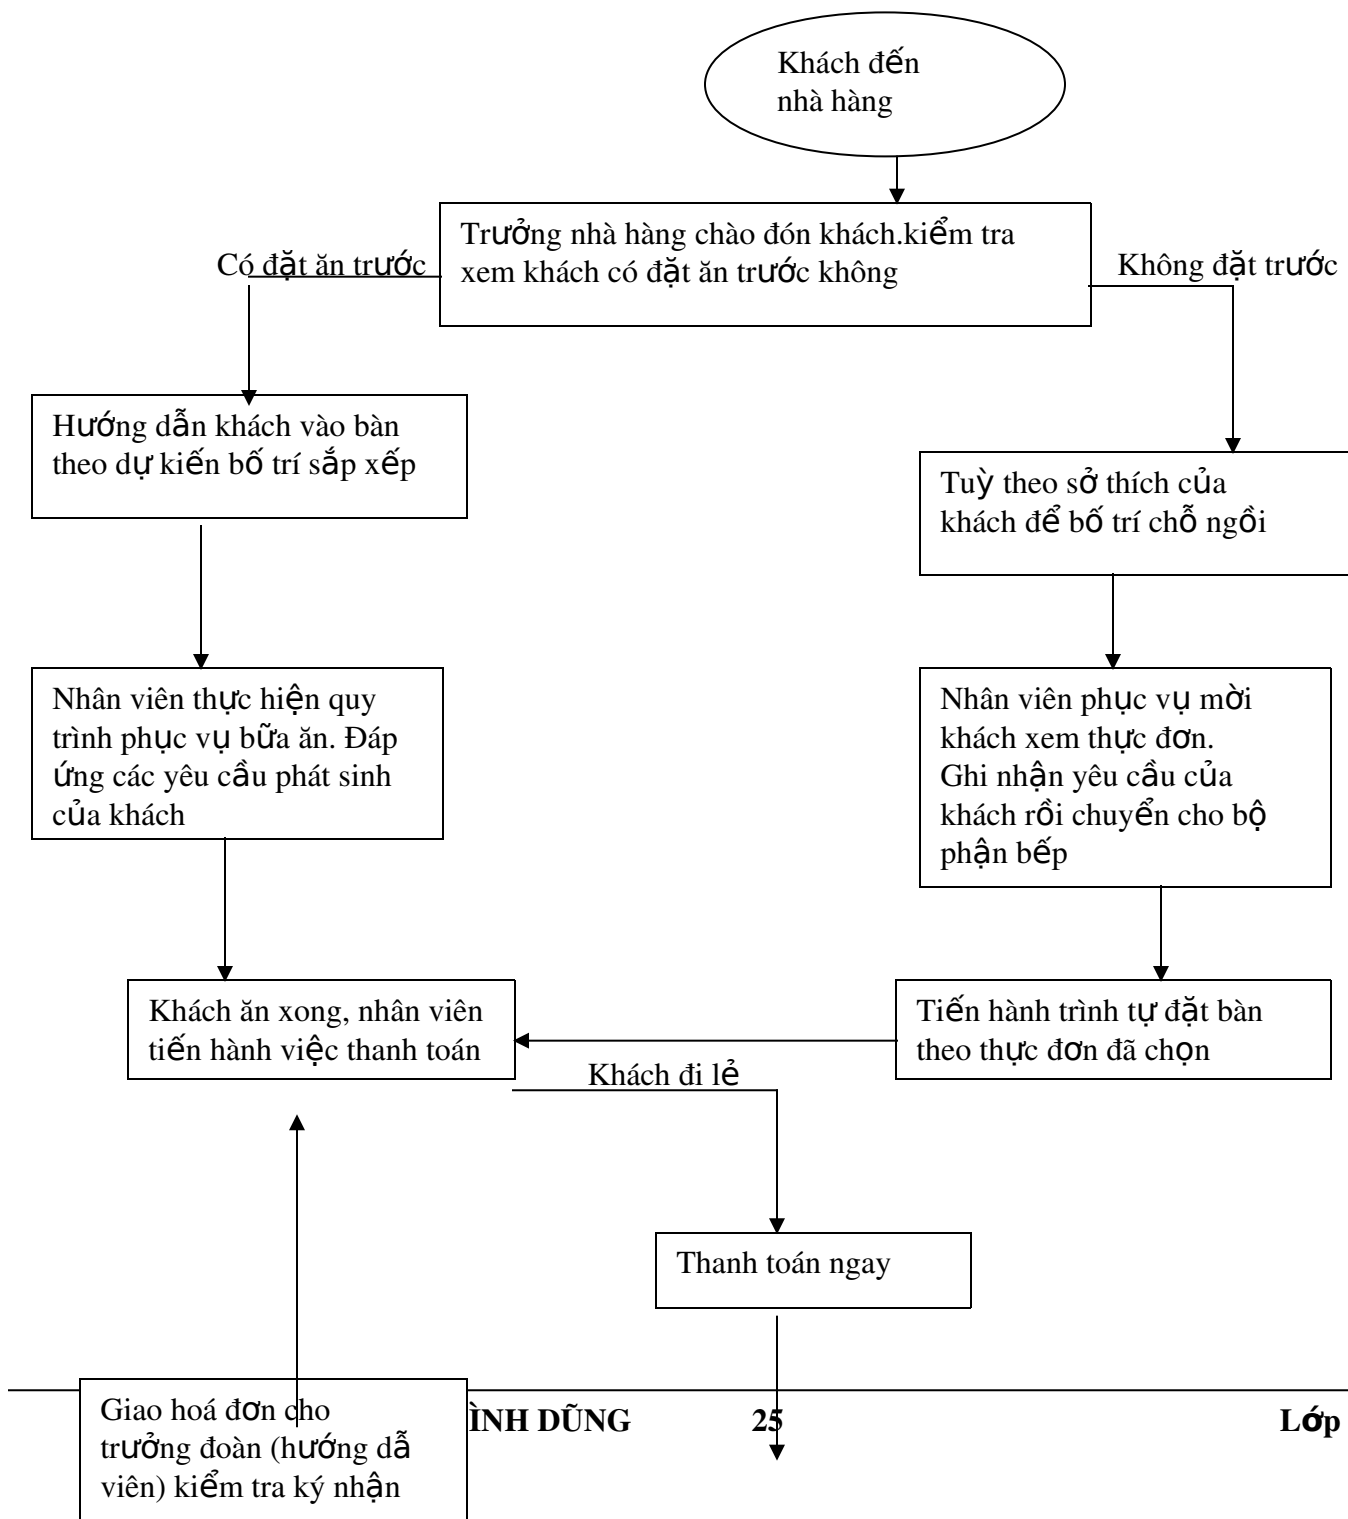 Khách đến
nhà hàng
Trưởng nhà hàng chào đón khách.kiểm tra
xem khách có đặt ăn trước không
Có đặt ăn trước
Không đặt trước
Hướng dẫn khách vào bàn
theo dự kiến bố trí sắp xếp
Tuỳ theo sở thích của
khách để bố trí chỗ ngồi
Nhân viên thực hiện quy
trình phục vụ bữa ăn. Đáp
ứng các yêu cầu phát sinh
của khách
Nhân viên phục vụ mời
khách xem thực đơn.
Ghi nhận yêu cầu của
khách rồi chuyển cho bộ
phận bếp
Khách ăn xong, nhân viên
tiến hành việc thanh toán
Tiến hành trình tự đặt bàn
theo thực đơn đã chọn
Khách đi lẻ
Thanh toán ngay
Giao hoá đơn cho
trưởng đoàn (hướng dẫ
viên) kiểm tra ký nhận
ÌNH DŨNG 25 Lớp